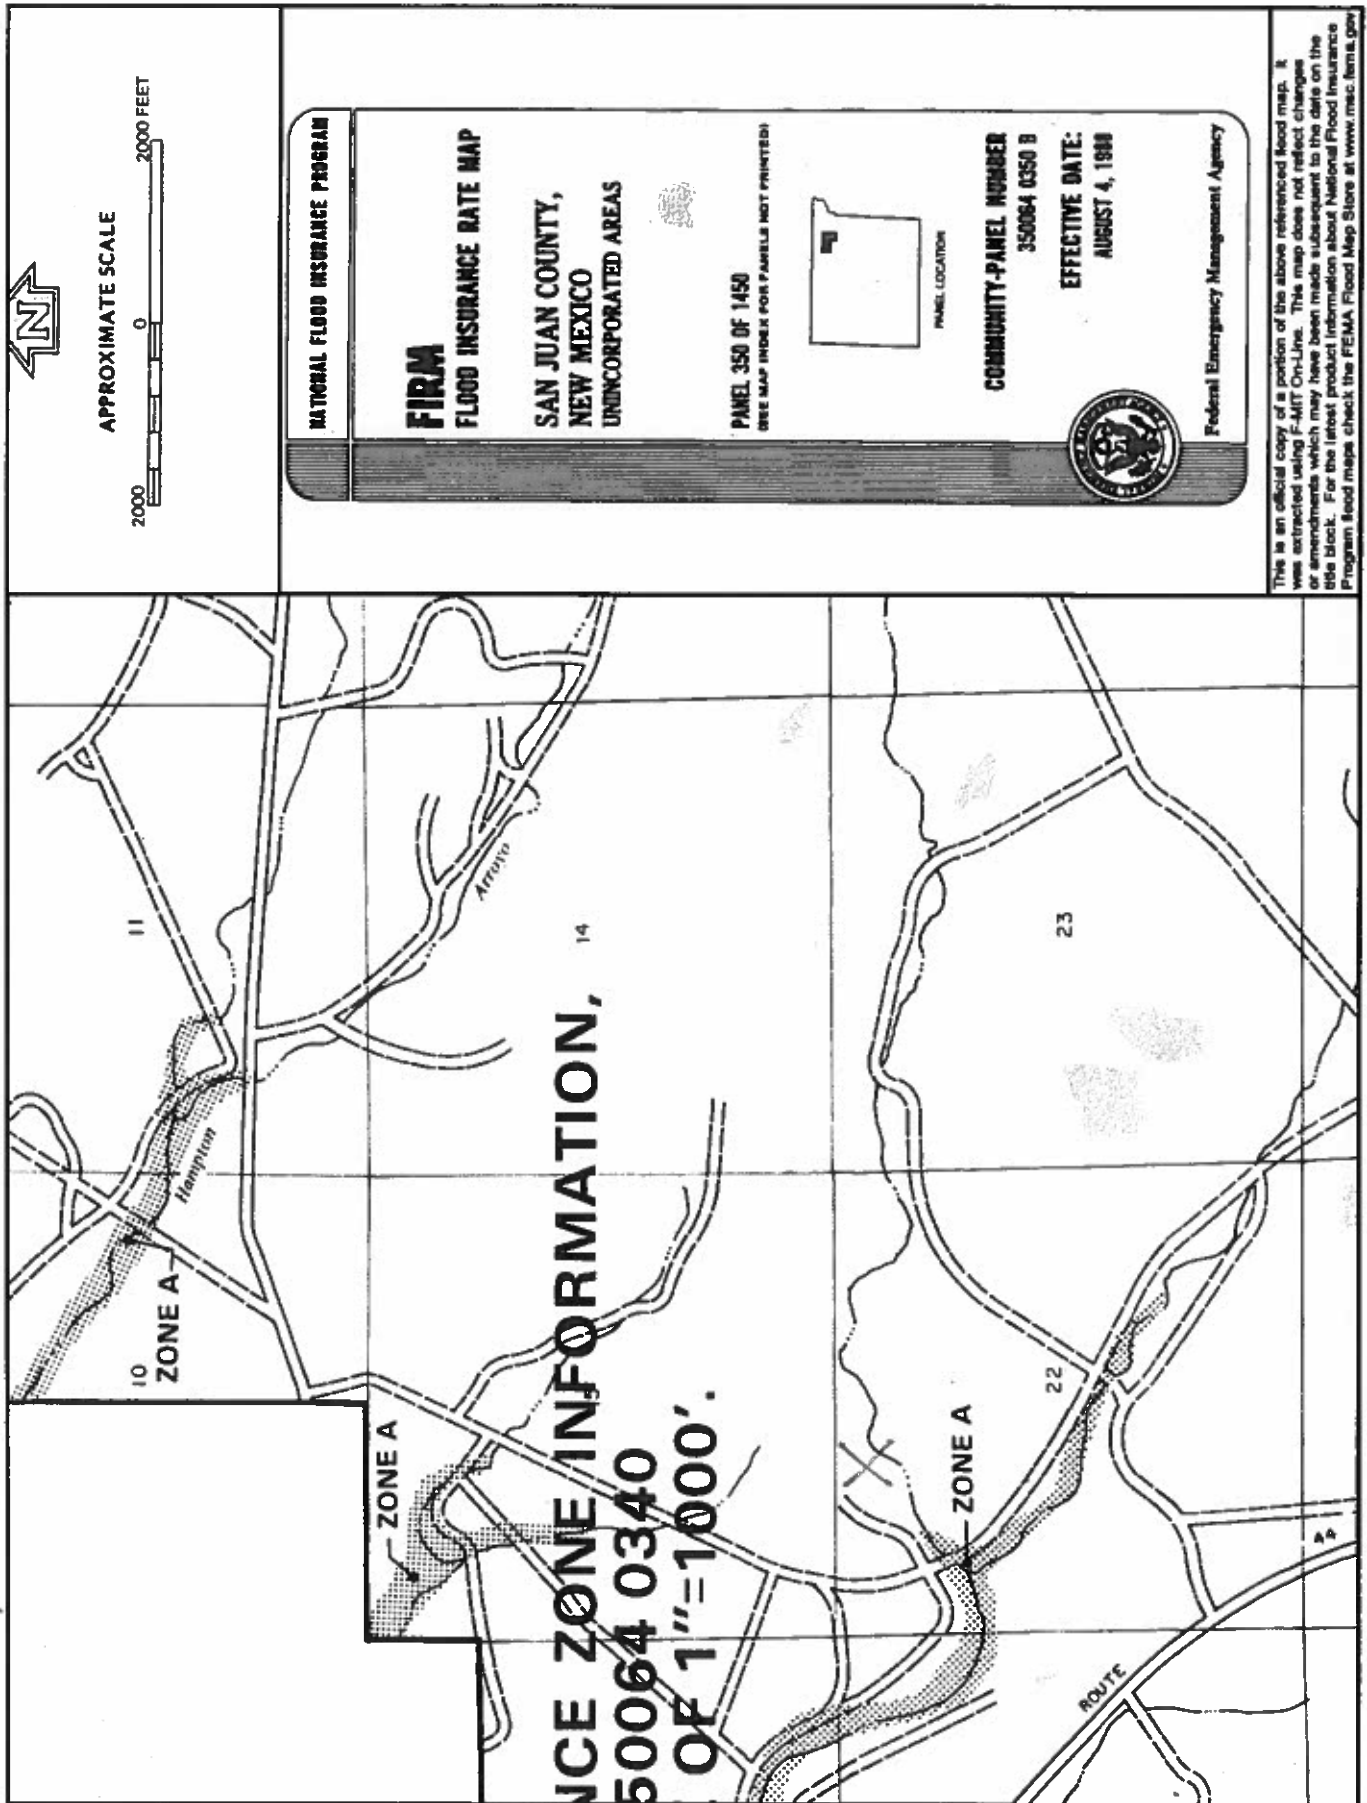 APPROXIMATE SCALE
2000 0 2000 FEET
NATIONAL FLOOD INSURANCE PROGRAM
FIRM
FLOOD INSURANCE RATE MAP
SAN JUAN COUNTY,
NEW MEXICO
UNINCORPORATED AREAS
PANEL 350 OF 1450
(SEE MAP INDEX FOR PANELS NOT PRINTED)
PANEL LOCATION
COMMUNITY-PANEL NUMBER
350064 0350 B
EFFECTIVE DATE:
AUGUST 4, 1988
Federal Emergency Management Agency
This is an official copy of a portion of the above referenced flood map. It
was extracted using F-MIT On-Line. This map does not reflect changes
or amendments which may have been made subsequent to the date on the
title block. For the latest product information about National Flood Insurance
Program flood maps check the FEMA Flood Map Store at www.msc.fema.gov
N
11
Hampton
ZONE A
10
Arroyo
14
ZONE A
NCE ZONE INFORMATION,
50064 0340
OF 1"=1000'.
15
23
22
ZONE A
ROUTE
44